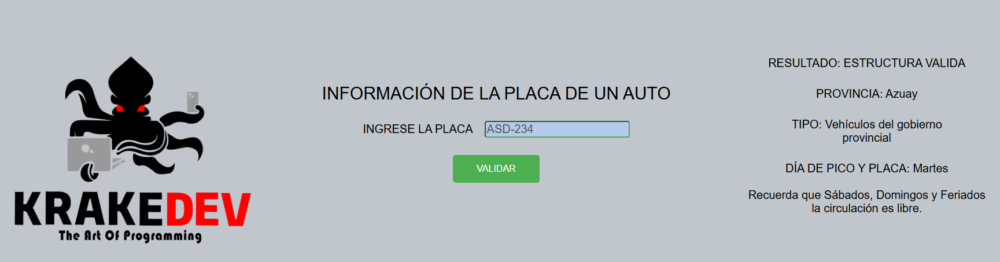 KRAKEDEV
The Art Of Programming
INFORMACIÓN DE LA PLACA DE UN AUTO
INGRESE LA PLACA ASD-234
VALIDAR
RESULTADO: ESTRUCTURA VALIDA
PROVINCIA: Azuay
TIPO: Vehículos del gobierno
provincial
DÍA DE PICO Y PLACA: Martes
Recuerda que Sábados, Domingos y Feriados
la circulación es libre.